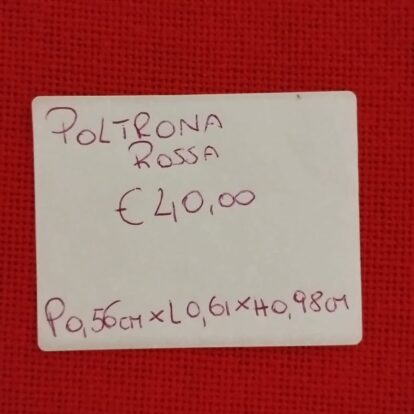 POLTRONA
ROSSA
€ 40,00
P0,56cm x L0,61 x H0,98cm